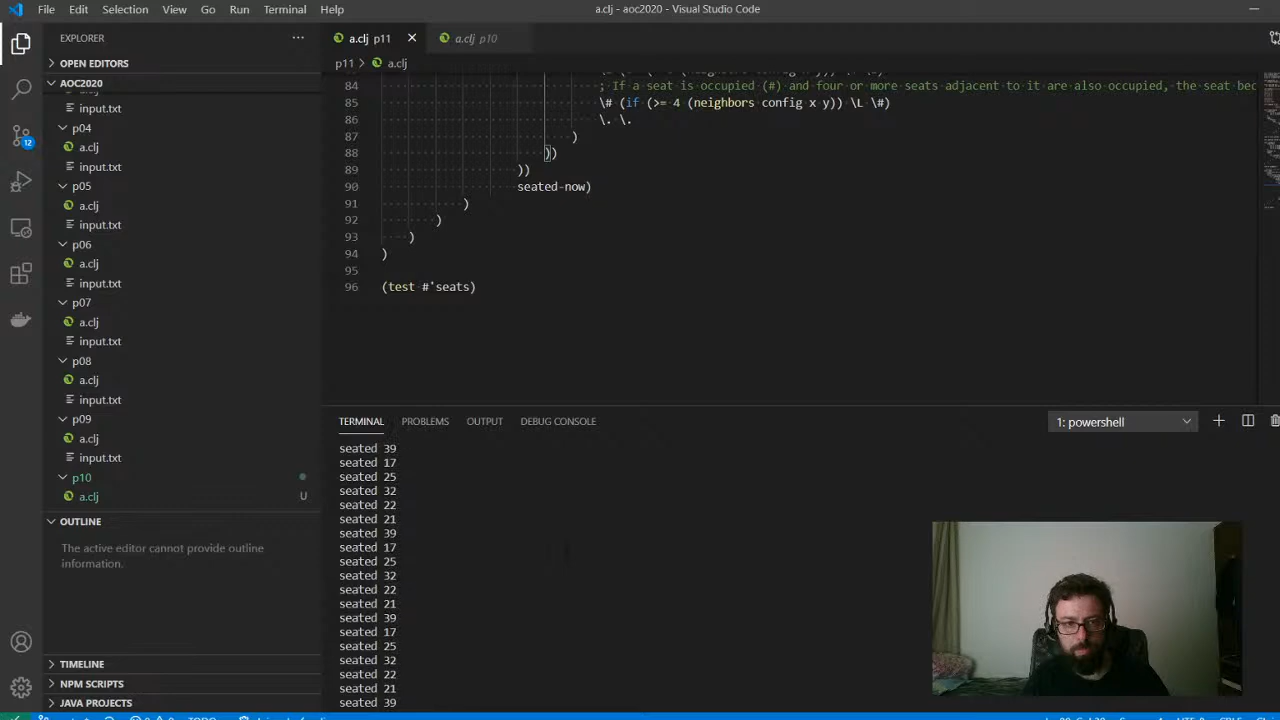 File Edit Selection View Go Run Terminal Help
a.clj - aoc2020 - Visual Studio Code
EXPLORER
OPEN EDITORS
AOC2020
input.txt
p04
a.clj
input.txt
p05
a.clj
input.txt
p06
a.clj
input.txt
p07
a.clj
input.txt
p08
a.clj
input.txt
p09
a.clj
input.txt
p10
a.clj U
OUTLINE
The active editor cannot provide outline
information.
TIMELINE
NPM SCRIPTS
JAVA PROJECTS
12
a.clj p11
a.clj p10
p11 > a.clj
84 ; If a seat is occupied (#) and four or more seats adjacent to it are also occupied, the seat bec
85 \# (if (>= 4 (neighbors config x y)) \L \#)
86 \. \.
87 )
88 ))
89 ))
90 seated-now)
91 )
92 )
93 )
94 )
95
96 (test #'seats)
TERMINAL PROBLEMS OUTPUT DEBUG CONSOLE
1: powershell
seated 39
seated 17
seated 25
seated 32
seated 22
seated 21
seated 39
seated 17
seated 25
seated 32
seated 22
seated 21
seated 39
seated 17
seated 25
seated 32
seated 22
seated 21
seated 39